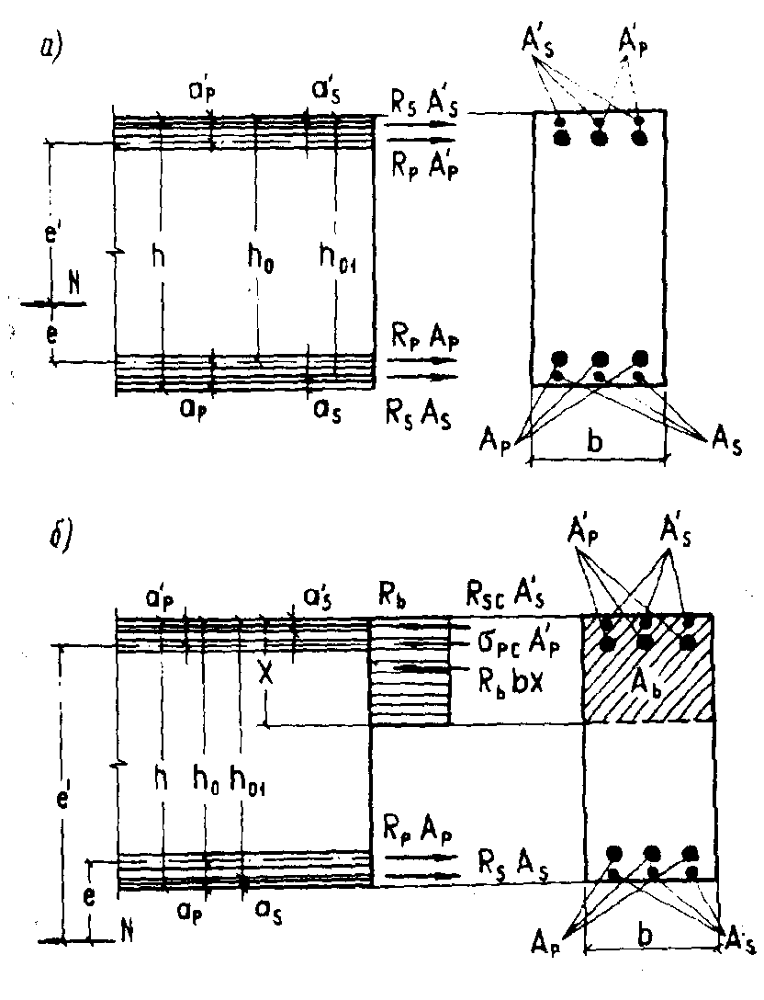 а)
A's A'p
a'p a's Rs A's
Rp A'p
e' h h0 h01
N
e Rp Ap
ap as Rs As
Ap b As
б)
A'p A's
a'p a's Rb Rsc A's
σpc A'p
x Rb bx Ab
e' h h0 h01
Rp Ap
Rs As
e ap as
N Ap b As